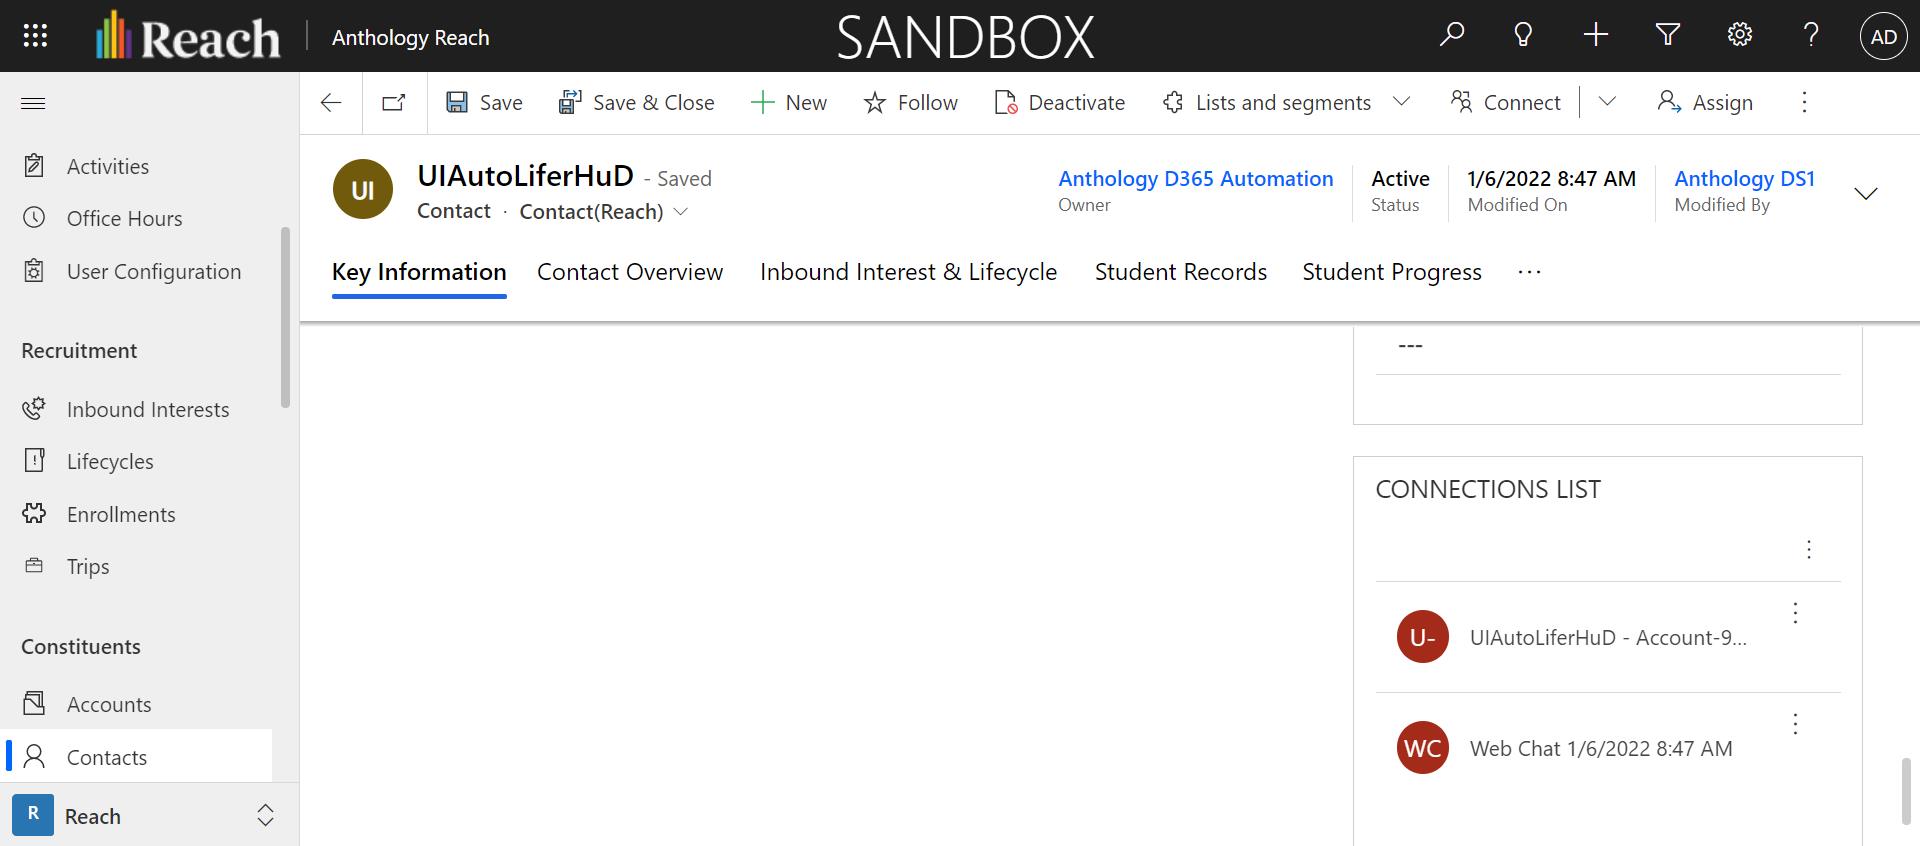 Reach
Anthology Reach
SANDBOX
AD
Save
Save & Close
New
Follow
Deactivate
Lists and segments
Connect
Assign
Activities
Office Hours
User Configuration
Recruitment
Inbound Interests
Lifecycles
Enrollments
Trips
Constituents
Accounts
Contacts
R Reach
UI
UIAutoLiferHuD - Saved
Contact · Contact(Reach)
Anthology D365 Automation
Owner
Active
Status
1/6/2022 8:47 AM
Modified On
Anthology DS1
Modified By
Key Information
Contact Overview
Inbound Interest & Lifecycle
Student Records
Student Progress
...
---
CONNECTIONS LIST
U- UIAutoLiferHuD - Account-9...
WC Web Chat 1/6/2022 8:47 AM